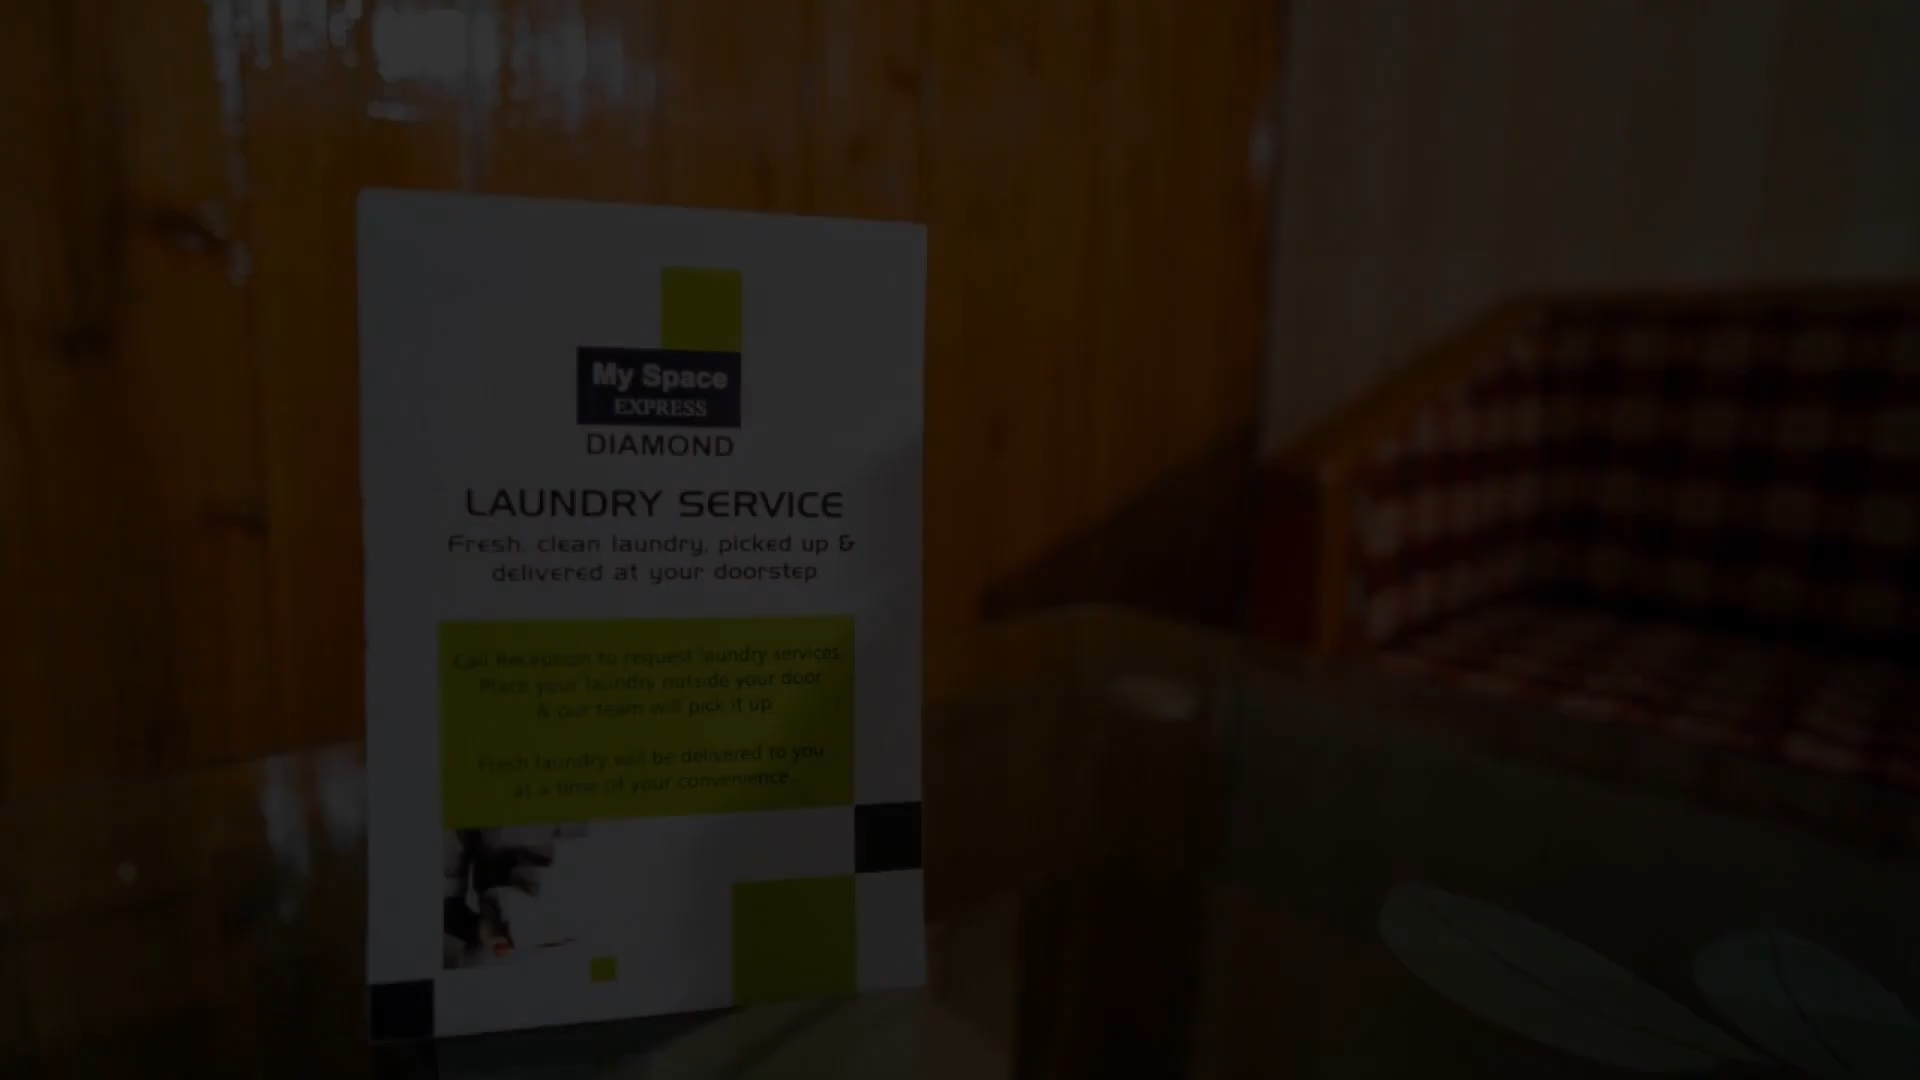 My Space
EXPRESS
DIAMOND
LAUNDRY SERVICE
Fresh, clean laundry, picked up &
delivered at your doorstep
Call Reception to request laundry services.
Place your laundry outside your door
& our team will pick it up
Fresh laundry will be delivered to you
at a time of your convenience.